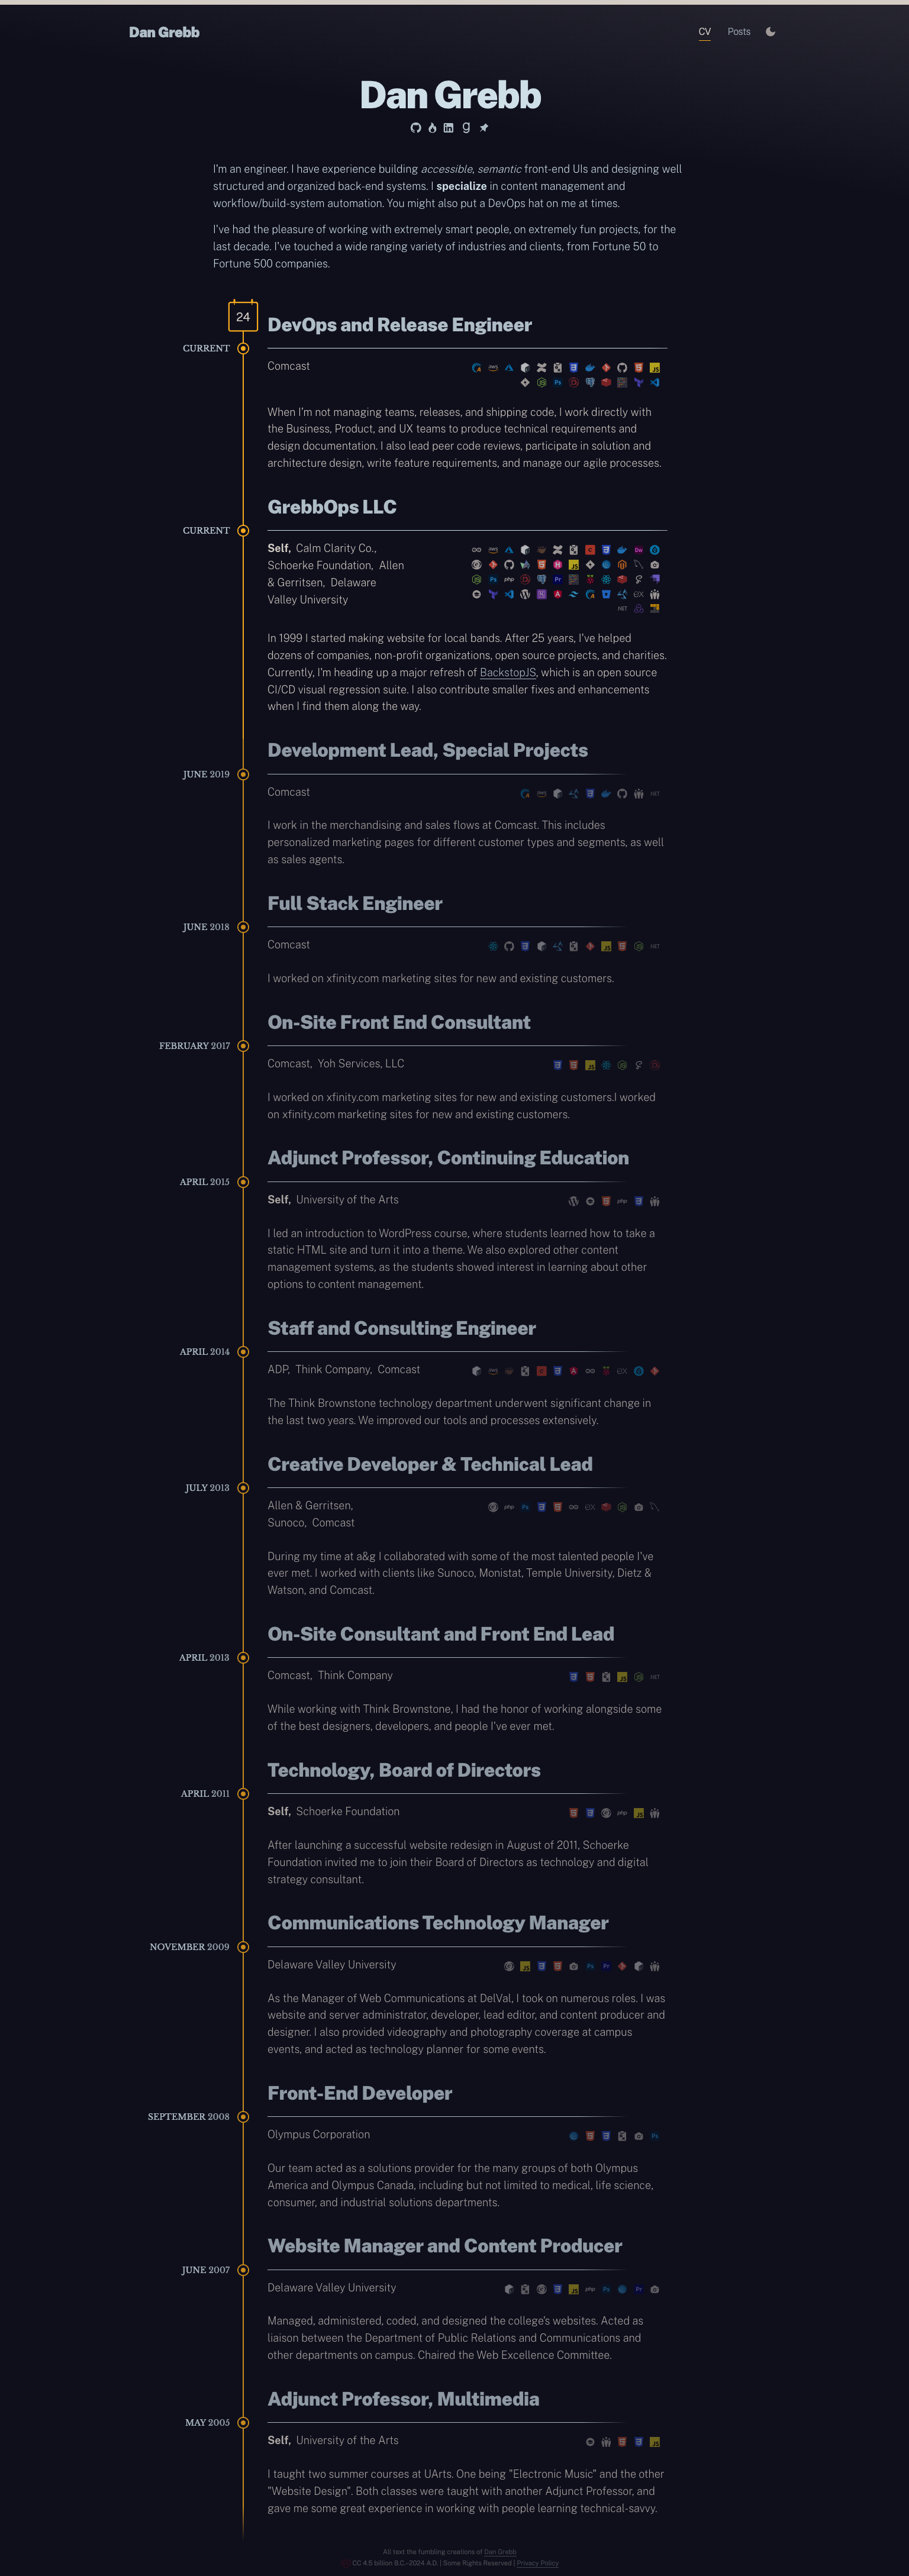 Dan Grebb
CV
Posts
Dan Grebb
I'm an engineer. I have experience building accessible, semantic front-end UIs and designing well
structured and organized back-end systems. I specialize in content management and
workflow/build-system automation. You might also put a DevOps hat on me at times.
I've had the pleasure of working with extremely smart people, on extremely fun projects, for the
last decade. I've touched a wide ranging variety of industries and clients, from Fortune 50 to
Fortune 500 companies.
24
DevOps and Release Engineer
CURRENT
Comcast
When I'm not managing teams, releases, and shipping code, I work directly with
the Business, Product, and UX teams to produce technical requirements and
design documentation. I also lead peer code reviews, participate in solution and
architecture design, write feature requirements, and manage our agile processes.
GrebbOps LLC
CURRENT
Self, Calm Clarity Co.,
Schoerke Foundation, Allen
& Gerritsen, Delaware
Valley University
In 1999 I started making website for local bands. After 25 years, I've helped
dozens of companies, non-profit organizations, open source projects, and charities.
Currently, I'm heading up a major refresh of BackstopJS, which is an open source
CI/CD visual regression suite. I also contribute smaller fixes and enhancements
when I find them along the way.
Development Lead, Special Projects
JUNE 2019
Comcast
I work in the merchandising and sales flows at Comcast. This includes
personalized marketing pages for different customer types and segments, as well
as sales agents.
Full Stack Engineer
JUNE 2018
Comcast
I worked on xfinity.com marketing sites for new and existing customers.
On-Site Front End Consultant
FEBRUARY 2017
Comcast, Yoh Services, LLC
I worked on xfinity.com marketing sites for new and existing customers.I worked
on xfinity.com marketing sites for new and existing customers.
Adjunct Professor, Continuing Education
APRIL 2015
Self, University of the Arts
I led an introduction to WordPress course, where students learned how to take a
static HTML site and turn it into a theme. We also explored other content
management systems, as the students showed interest in learning about other
options to content management.
Staff and Consulting Engineer
APRIL 2014
ADP, Think Company, Comcast
The Think Brownstone technology department underwent significant change in
the last two years. We improved our tools and processes extensively.
Creative Developer & Technical Lead
JULY 2013
Allen & Gerritsen,
Sunoco, Comcast
During my time at a&g I collaborated with some of the most talented people I've
ever met. I worked with clients like Sunoco, Monistat, Temple University, Dietz &
Watson, and Comcast.
On-Site Consultant and Front End Lead
APRIL 2013
Comcast, Think Company
While working with Think Brownstone, I had the honor of working alongside some
of the best designers, developers, and people I've ever met.
Technology, Board of Directors
APRIL 2011
Self, Schoerke Foundation
After launching a successful website redesign in August of 2011, Schoerke
Foundation invited me to join their Board of Directors as technology and digital
strategy consultant.
Communications Technology Manager
NOVEMBER 2009
Delaware Valley University
As the Manager of Web Communications at DelVal, I took on numerous roles. I was
website and server administrator, developer, lead editor, and content producer and
designer. I also provided videography and photography coverage at campus
events, and acted as technology planner for some events.
Front-End Developer
SEPTEMBER 2008
Olympus Corporation
Our team acted as a solutions provider for the many groups of both Olympus
America and Olympus Canada, including but not limited to medical, life science,
consumer, and industrial solutions departments.
Website Manager and Content Producer
JUNE 2007
Delaware Valley University
Managed, administered, coded, and designed the college's websites. Acted as
liaison between the Department of Public Relations and Communications and
other departments on campus. Chaired the Web Excellence Committee.
Adjunct Professor, Multimedia
MAY 2005
Self, University of the Arts
I taught two summer courses at UArts. One being "Electronic Music" and the other
"Website Design". Both classes were taught with another Adjunct Professor, and
gave me some great experience in working with people learning technical-savvy.
All text the fumbling creations of Dan Grebb
CC 4.5 billion B.C.–2024 A.D. | Some Rights Reserved | Privacy Policy